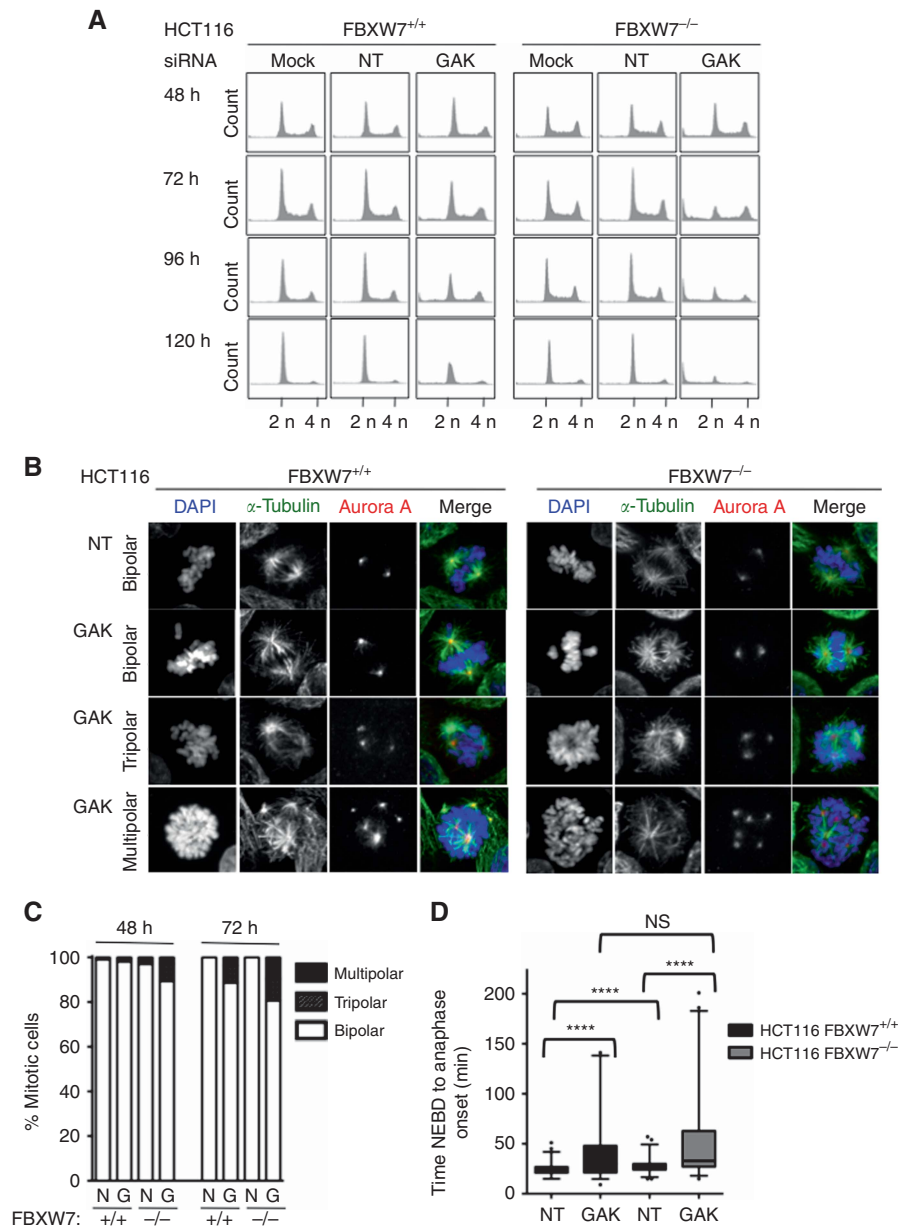 A
HCT116 FBXW7+/+ FBXW7−/−
siRNA Mock NT GAK Mock NT GAK
48 h Count Count
72 h Count Count
96 h Count Count
120 h Count Count
2 n 4 n 2 n 4 n 2 n 4 n 2 n 4 n 2 n 4 n 2 n 4 n
B
HCT116 FBXW7+/+ FBXW7−/−
DAPI α-Tubulin Aurora A Merge DAPI α-Tubulin Aurora A Merge
NT Bipolar
GAK Bipolar
GAK Tripolar
GAK Multipolar
C
48 h 72 h
% Mitotic cells
100
80
60
40
20
0
Multipolar
Tripolar
Bipolar
N G N G N G N G
FBXW7: +/+ −/− +/+ −/−
D
NS
****
**** ****
Time NEBD to anaphase
onset (min)
200
150
100
50
0
HCT116 FBXW7+/+
HCT116 FBXW7−/−
NT GAK NT GAK